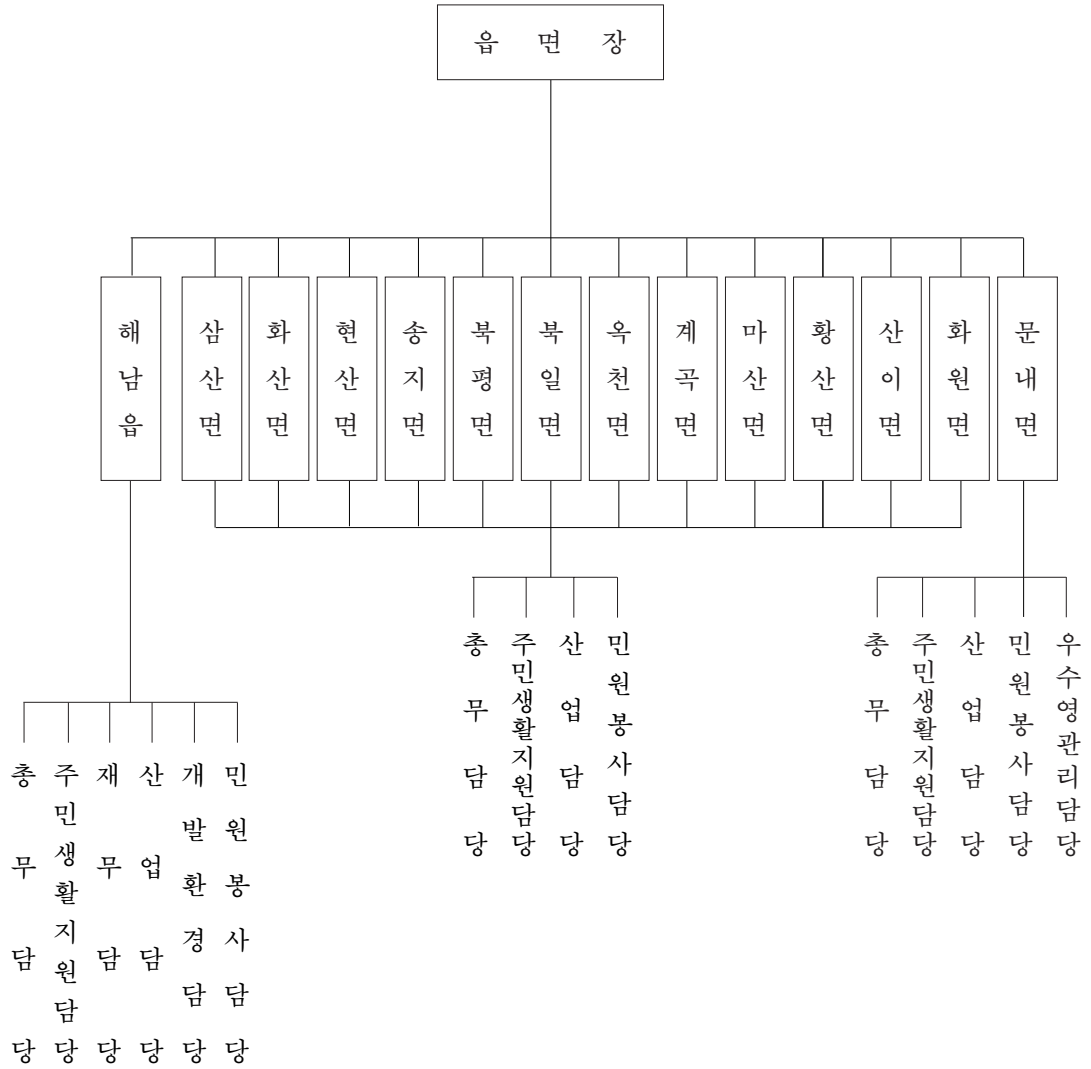 읍 면 장
해남읍
삼산면
화산면
현산면
송지면
북평면
북일면
옥천면
계곡면
마산면
황산면
산이면
화원면
문내면
총무담당
주민생활지원담당
재무담당
산업담당
개발환경담당
민원봉사담당
총무담당
주민생활지원담당
산업담당
민원봉사담당
총무담당
주민생활지원담당
산업담당
민원봉사담당
우수영관리담당